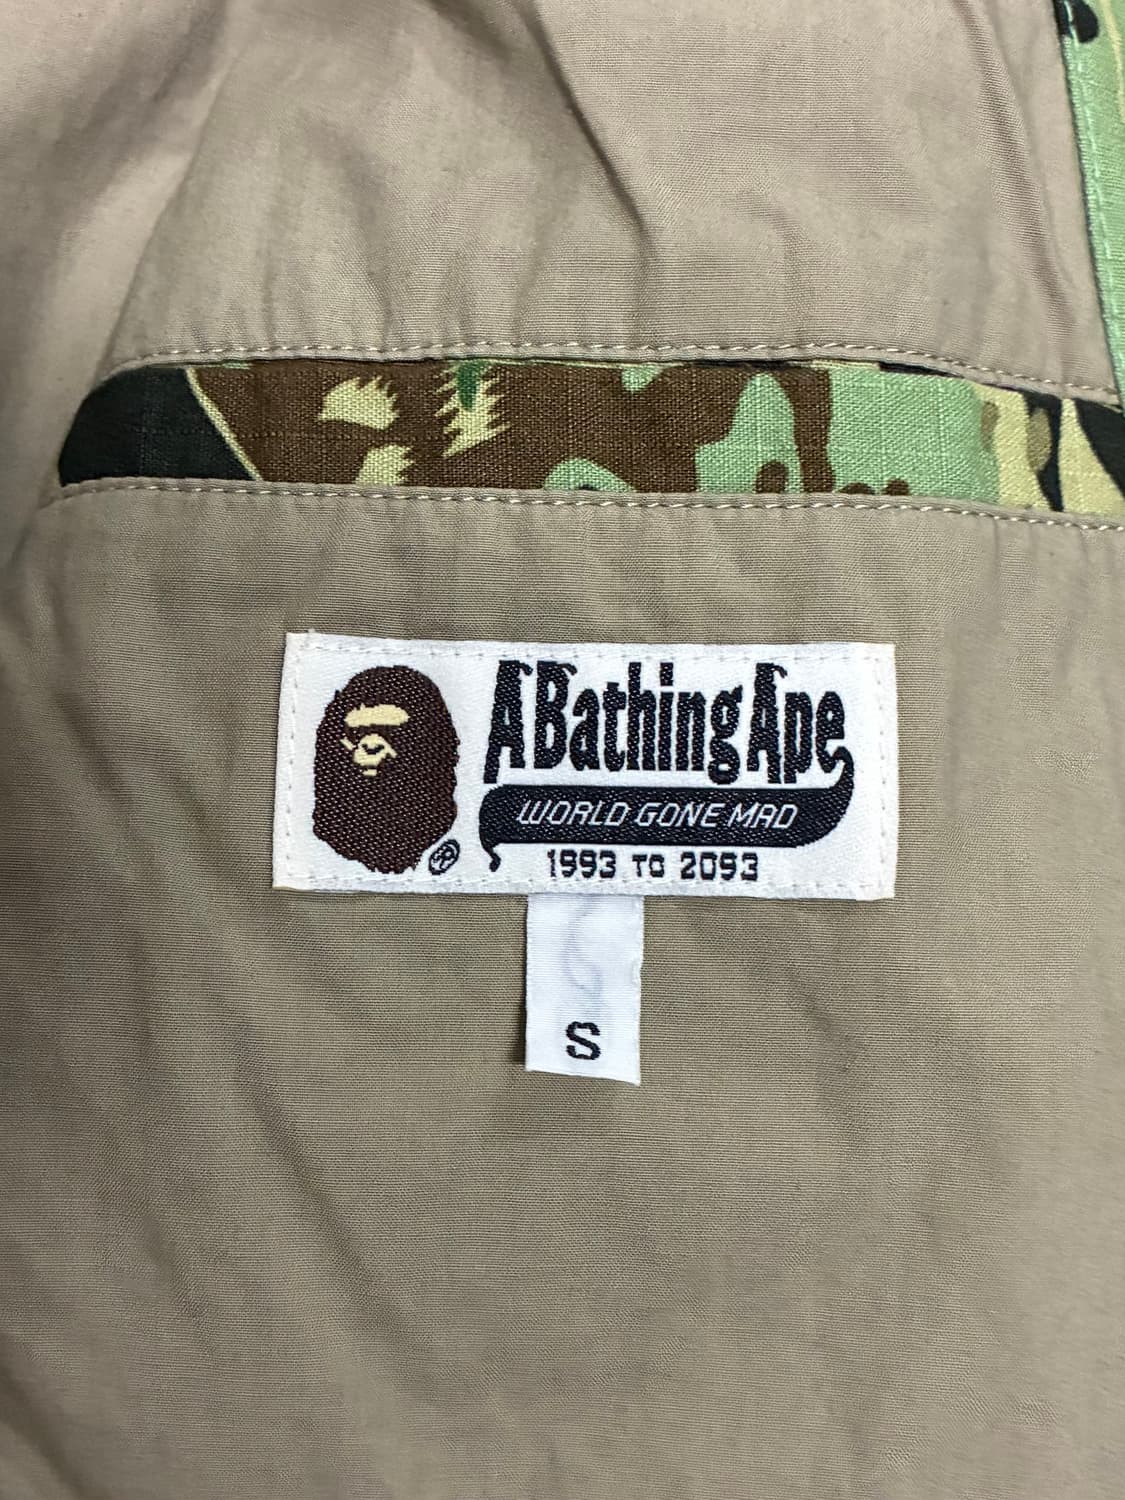 A Bathing Ape
WORLD GONE MAD
1993 TO 2093
®
S